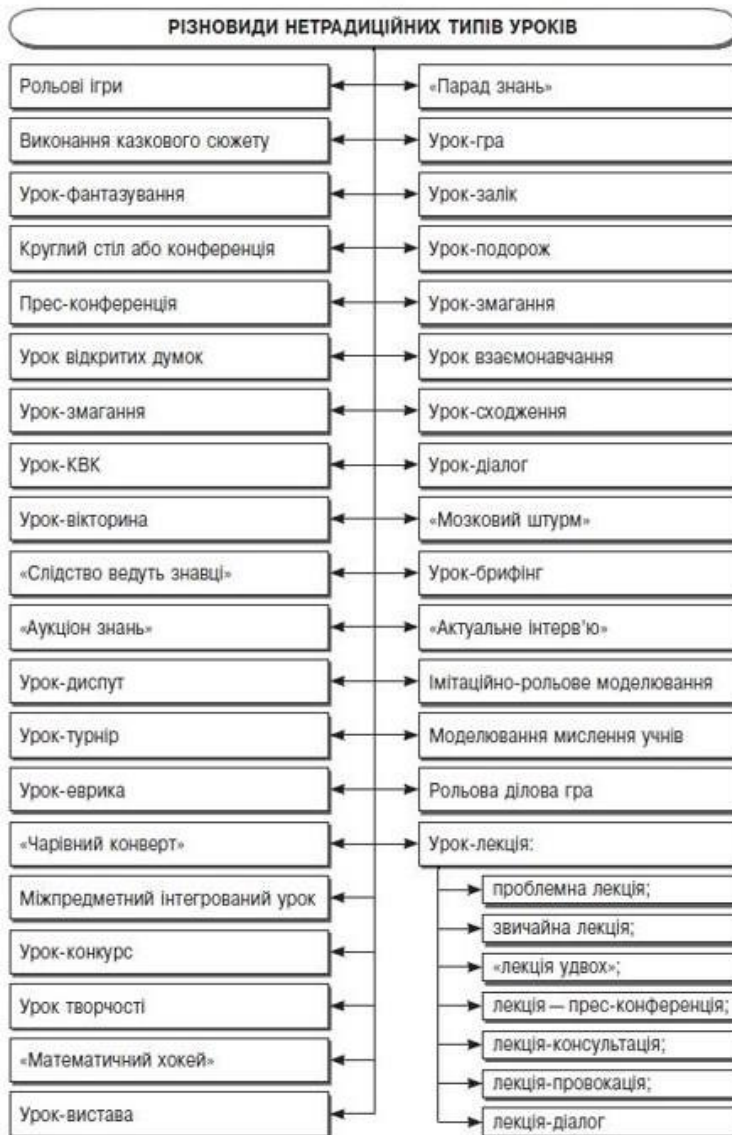 РІЗНОВИДИ НЕТРАДИЦІЙНИХ ТИПІВ УРОКІВ
Рольові ігри
«Парад знань»
Виконання казкового сюжету
Урок-гра
Урок-фантазування
Урок-залік
Круглий стіл або конференція
Урок-подорож
Прес-конференція
Урок-змагання
Урок відкритих думок
Урок взаємонавчання
Урок-змагання
Урок-сходження
Урок-КВК
Урок-діалог
Урок-вікторина
«Мозковий штурм»
«Слідство ведуть знавці»
Урок-брифінг
«Аукціон знань»
«Актуальне інтерв'ю»
Урок-диспут
Імітаційно-рольове моделювання
Урок-турнір
Моделювання мислення учнів
Урок-еврика
Рольова ділова гра
«Чарівний конверт»
Урок-лекція:
Міжпредметний інтегрований урок
проблемна лекція;
Урок-конкурс
звичайна лекція;
«лекція удвох»;
Урок творчості
лекція — прес-конференція;
«Математичний хокей»
лекція-консультація;
лекція-провокація;
Урок-вистава
лекція-діалог